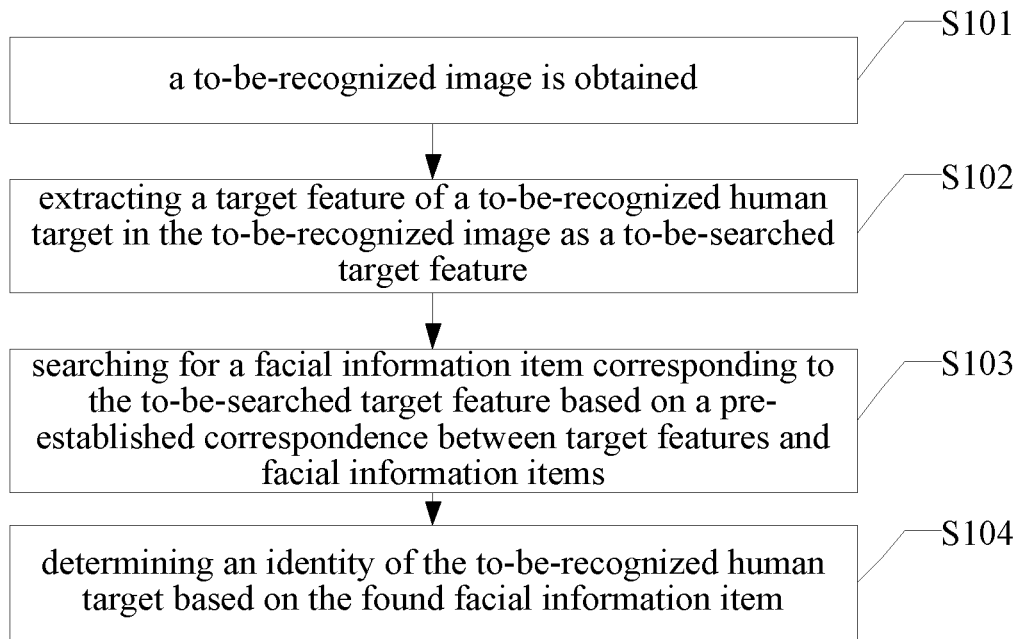 S101
a to-be-recognized image is obtained
S102
extracting a target feature of a to-be-recognized human
target in the to-be-recognized image as a to-be-searched
target feature
S103
searching for a facial information item corresponding to
the to-be-searched target feature based on a pre-
established correspondence between target features and
facial information items
S104
determining an identity of the to-be-recognized human
target based on the found facial information item